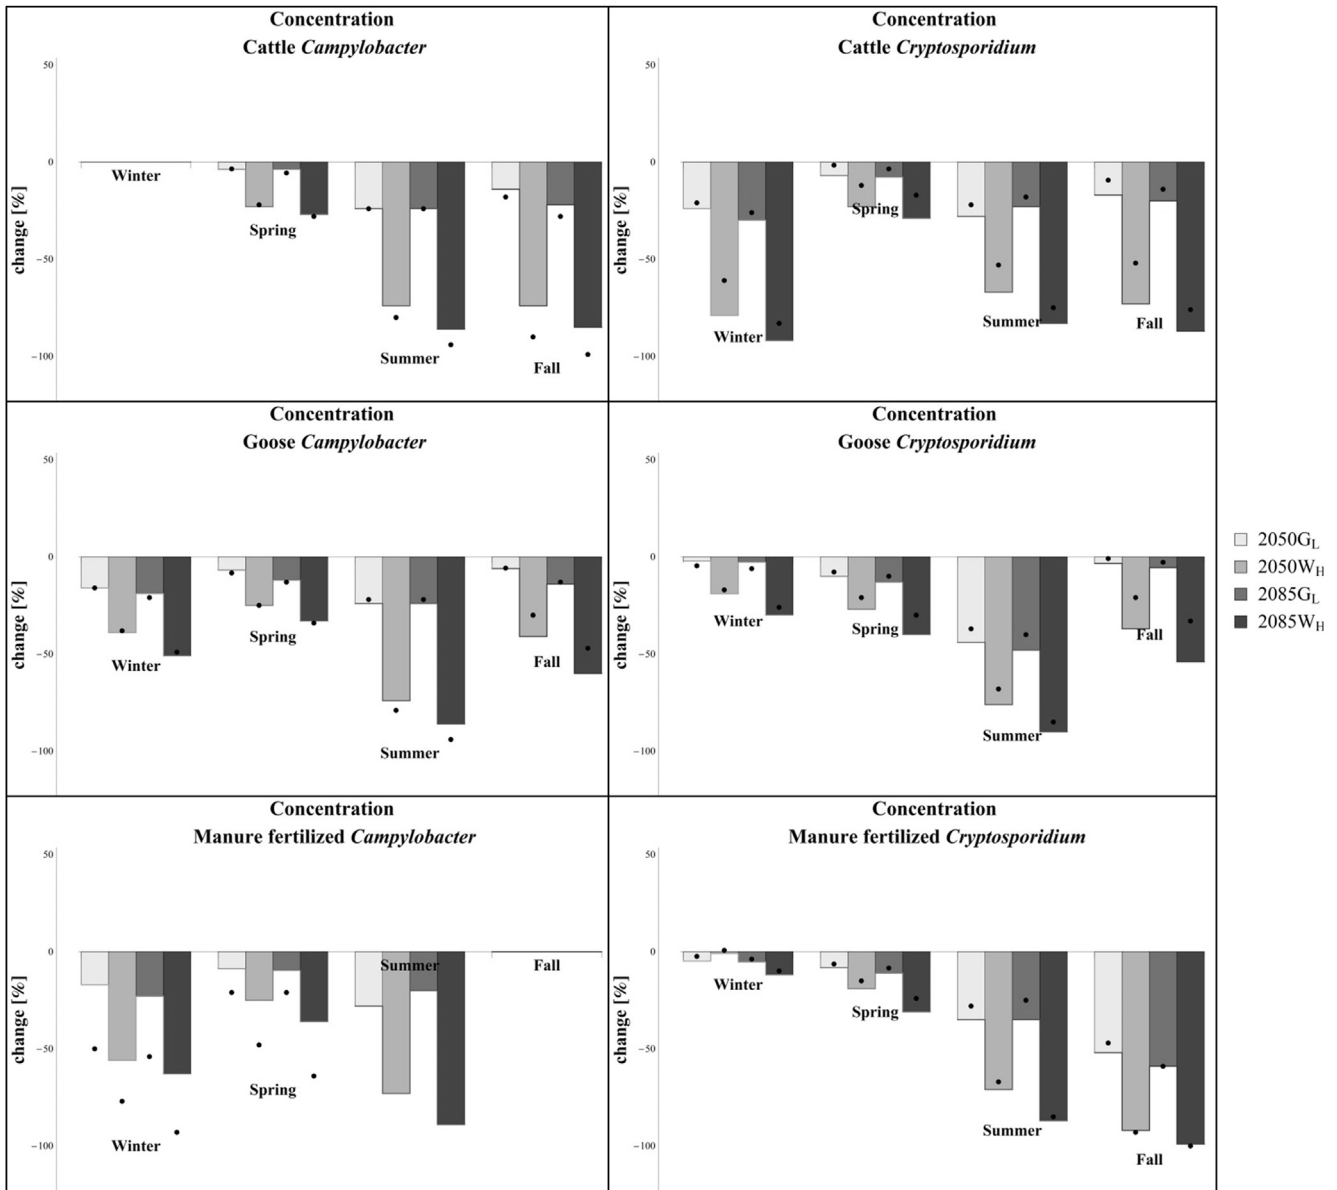 Concentration
Cattle Campylobacter
50
0
−50
−100
change [%]
Winter
Spring
Summer
Fall
Concentration
Cattle Cryptosporidium
50
0
−50
−100
change [%]
Winter
Spring
Summer
Fall
Concentration
Goose Campylobacter
50
0
−50
−100
change [%]
Winter
Spring
Summer
Fall
Concentration
Goose Cryptosporidium
50
0
−50
−100
change [%]
Winter
Spring
Summer
Fall
2050GL
2050WH
2085GL
2085WH
Concentration
Manure fertilized Campylobacter
50
0
−50
−100
change [%]
Winter
Spring
Summer
Fall
Concentration
Manure fertilized Cryptosporidium
50
0
−50
−100
change [%]
Winter
Spring
Summer
Fall